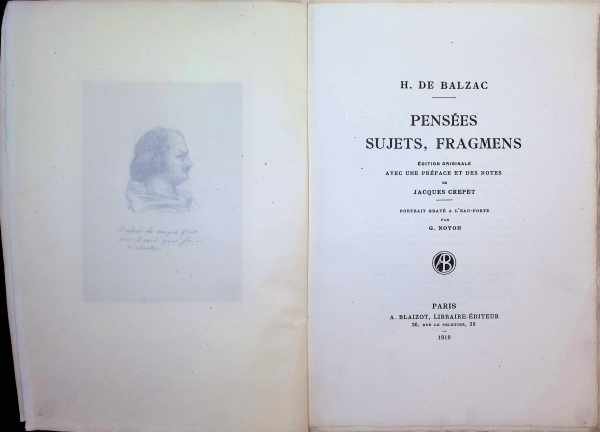 H. DE BALZAC
PENSÉES
SUJETS, FRAGMENS
ÉDITION ORIGINALE
AVEC UNE PRÉFACE ET DES NOTES
DE
JACQUES CREPET
PORTRAIT GRAVÉ A L'EAU-FORTE
PAR
G. NOYON
AB
PARIS
A. BLAIZOT, LIBRAIRE-ÉDITEUR
26, RUE LE PELETIER, 26
1910